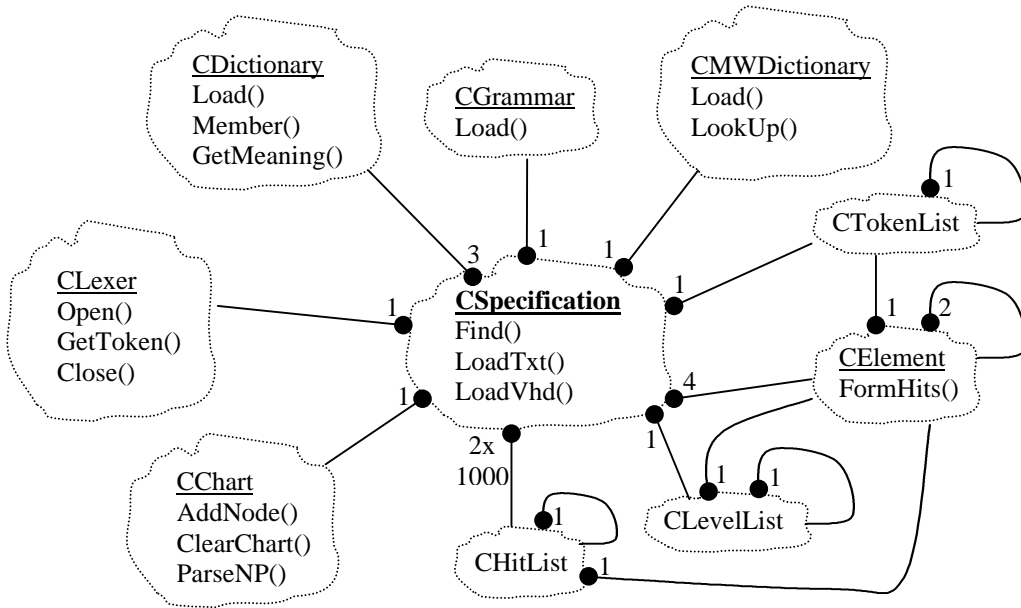 CDictionary
Load()
Member()
GetMeaning()
CGrammar
Load()
CMWDictionary
Load()
LookUp()
1
CTokenList
3
1
1
1
CLexer
Open()
GetToken()
Close()
1
CSpecification
Find()
LoadTxt()
LoadVhd()
1
2
CElement
FormHits()
4
1
1
2x
1000
CChart
AddNode()
ClearChart()
ParseNP()
1
1
CLevelList
1
CHitList
1